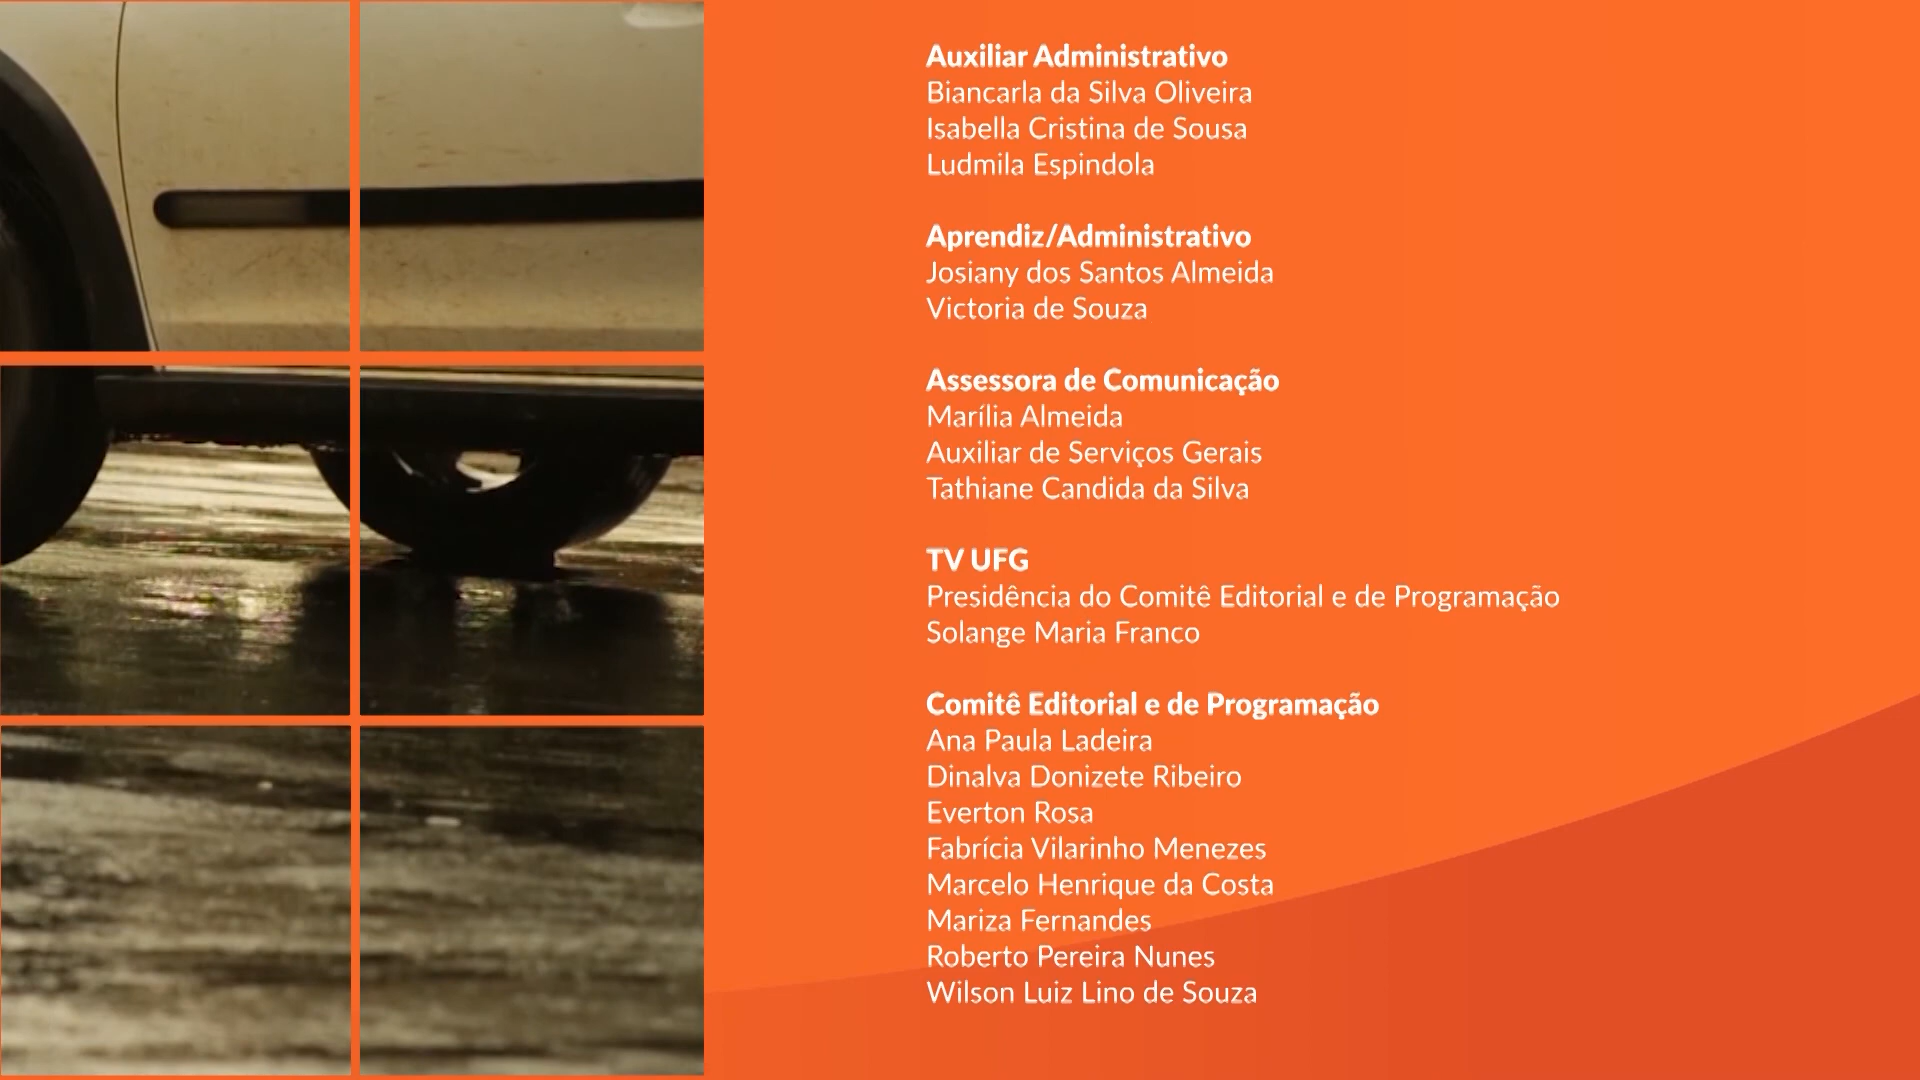 Auxiliar Administrativo
Biancarla da Silva Oliveira
Isabella Cristina de Sousa
Ludmila Espindola
Aprendiz/Administrativo
Josiany dos Santos Almeida
Victoria de Souza
Assessora de Comunicação
Marília Almeida
Auxiliar de Serviços Gerais
Tathiane Candida da Silva
TV UFG
Presidência do Comitê Editorial e de Programação
Solange Maria Franco
Comitê Editorial e de Programação
Ana Paula Ladeira
Dinalva Donizete Ribeiro
Everton Rosa
Fabrícia Vilarinho Menezes
Marcelo Henrique da Costa
Mariza Fernandes
Roberto Pereira Nunes
Wilson Luiz Lino de Souza